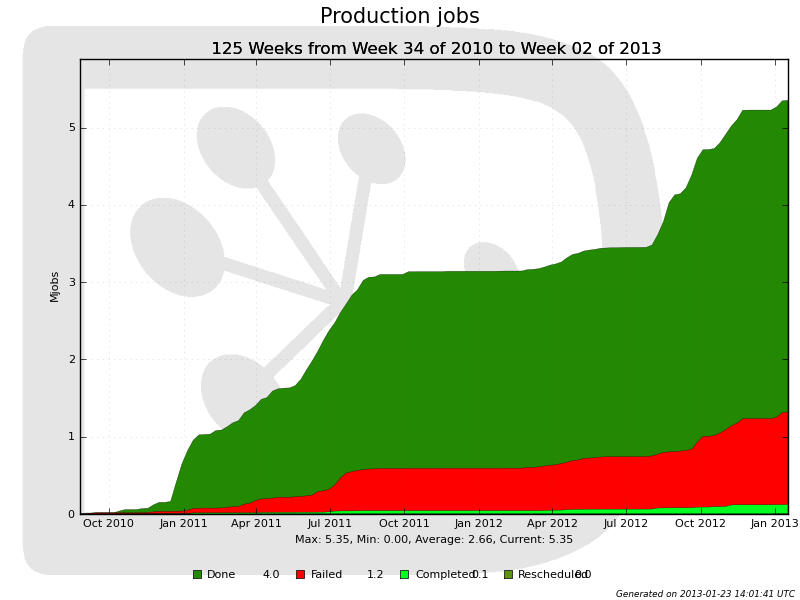 Production jobs
125 Weeks from Week 34 of 2010 to Week 02 of 2013
5
4
3
2
1
0
Mjobs
Oct 2010 Jan 2011 Apr 2011 Jul 2011 Oct 2011 Jan 2012 Apr 2012 Jul 2012 Oct 2012 Jan 2013
Max: 5.35, Min: 0.00, Average: 2.66, Current: 5.35
Done 4.0 Failed 1.2 Completed 0.1 Rescheduled 0.0
Generated on 2013-01-23 14:01:41 UTC